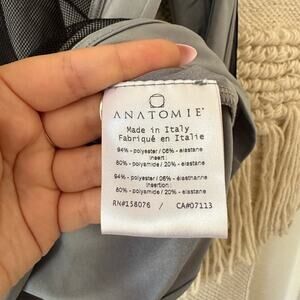 ANATOMIE
Made in Italy
Fabriqué en Italie
94% - polyester / 06% - elastane
insert :
80% - polyamide / 20% - elastane
94% - polyester / 06% - élasthanne
insertion :
80% - polyamide / 20% - elastane
RN#158076 / CA#07113